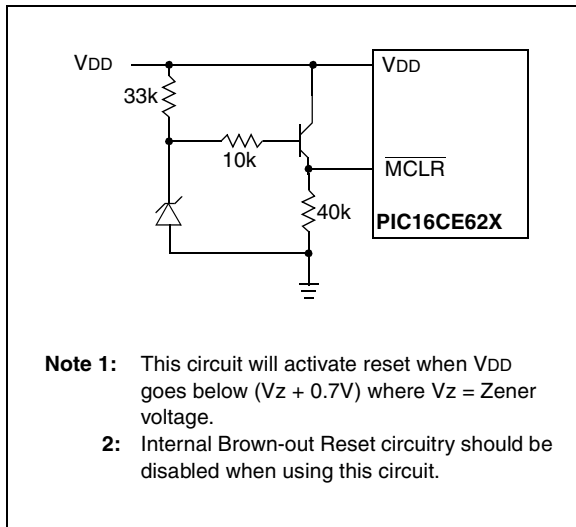 VDD
VDD
33k
10k
MCLR
40k
PIC16CE62X
Note 1: This circuit will activate reset when VDD
goes below (Vz + 0.7V) where Vz = Zener
voltage.
2: Internal Brown-out Reset circuitry should be
disabled when using this circuit.